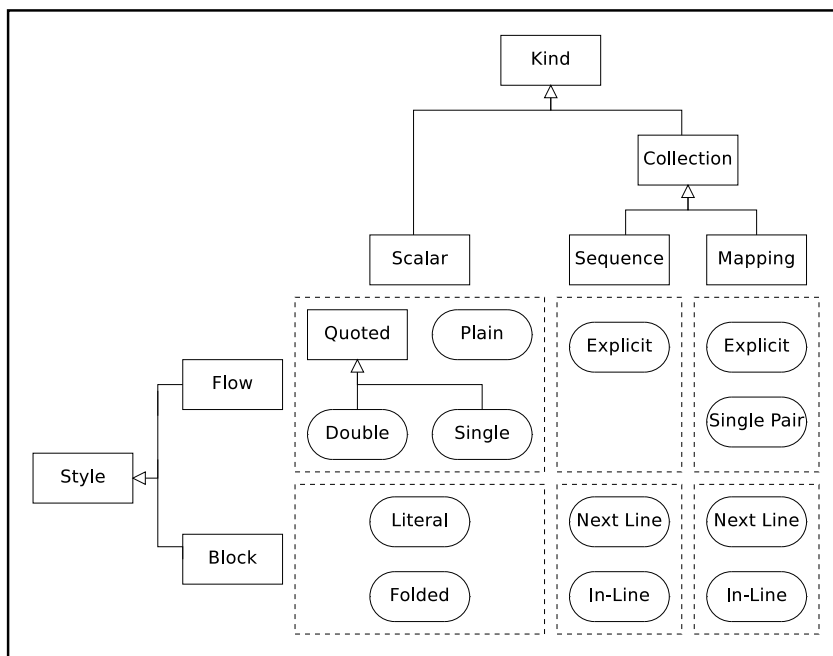 Kind
Collection
Scalar
Sequence
Mapping
Quoted
Plain
Explicit
Explicit
Flow
Double
Single
Single Pair
Style
Literal
Next Line
Next Line
Block
Folded
In-Line
In-Line